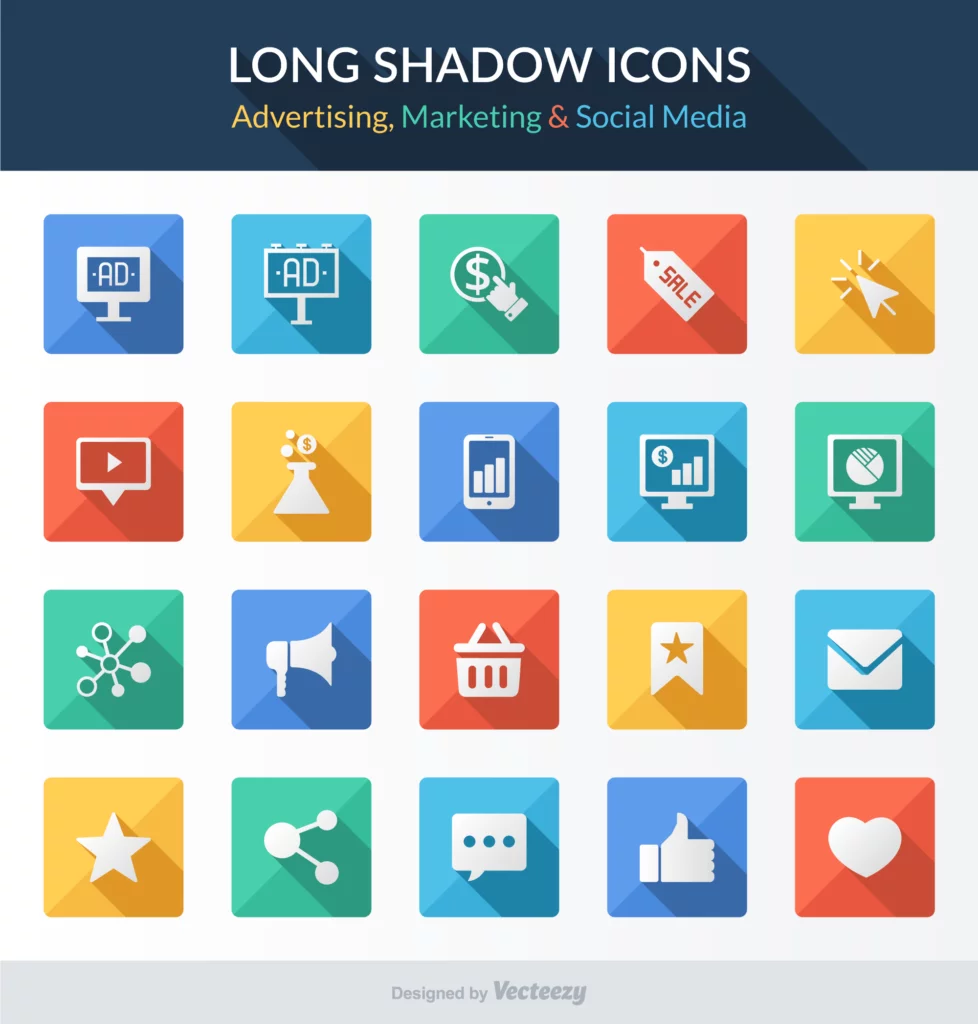 LONG SHADOW ICONS
Advertising, Marketing & Social Media
·AD·
·AD·
$
SALE
$
$
Designed by Vecteezy